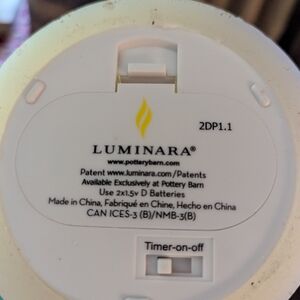 2DP1.1
LUMINARA®
www.potterybarn.com
Patent www.luminara.com/Patents
Available Exclusively at Pottery Barn
Use 2x1.5v D Batteries
Made in China, Fabriqué en Chine, Hecho en China
CAN ICES-3 (B)/NMB-3(B)
Timer-on-off